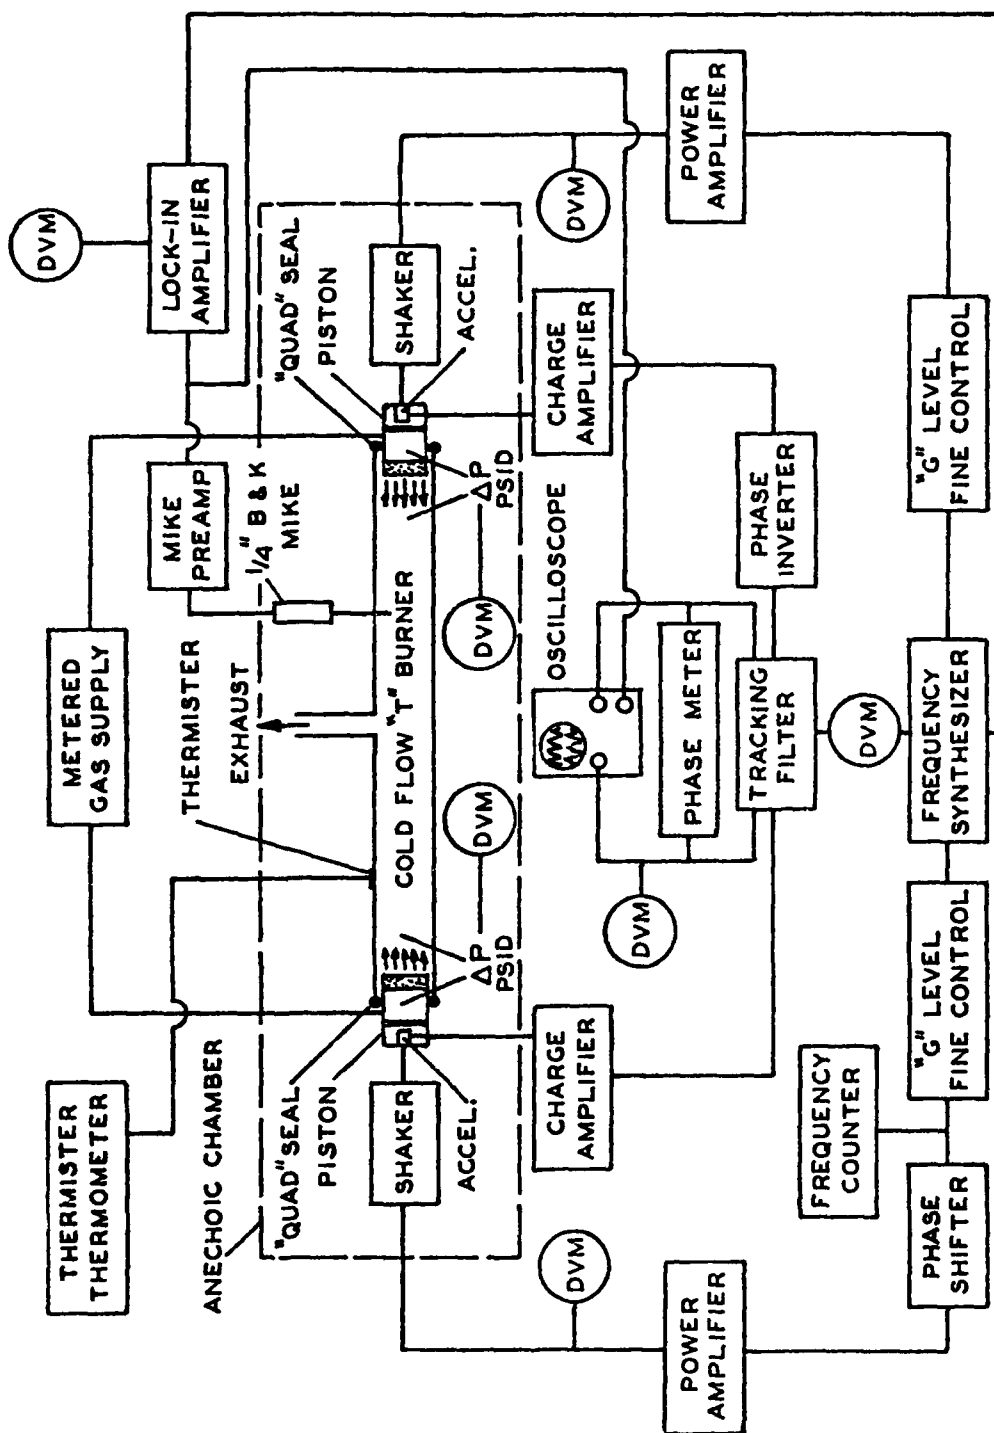 DVM
LOCK-IN
AMPLIFIER
MIKE
PREAMP
METERED
GAS SUPPLY
THERMISTER
THERMOMETER
ANECHOIC CHAMBER
THERMISTER
EXHAUST
1/4" B & K
MIKE
"QUAD" SEAL
PISTON
"QUAD" SEAL
PISTON
SHAKER
ACCEL.
COLD FLOW "T" BURNER
SHAKER
ACCEL.
ΔP
PSID
DVM
DVM
ΔP
PSID
DVM
CHARGE
AMPLIFIER
OSCILLOSCOPE
CHARGE
AMPLIFIER
DVM
DVM
PHASE METER
POWER
AMPLIFIER
TRACKING
FILTER
PHASE
INVERTER
POWER
AMPLIFIER
FREQUENCY
COUNTER
DVM
PHASE
SHIFTER
"G" LEVEL
FINE CONTROL
FREQUENCY
SYNTHESIZER
"G" LEVEL
FINE CONTROL